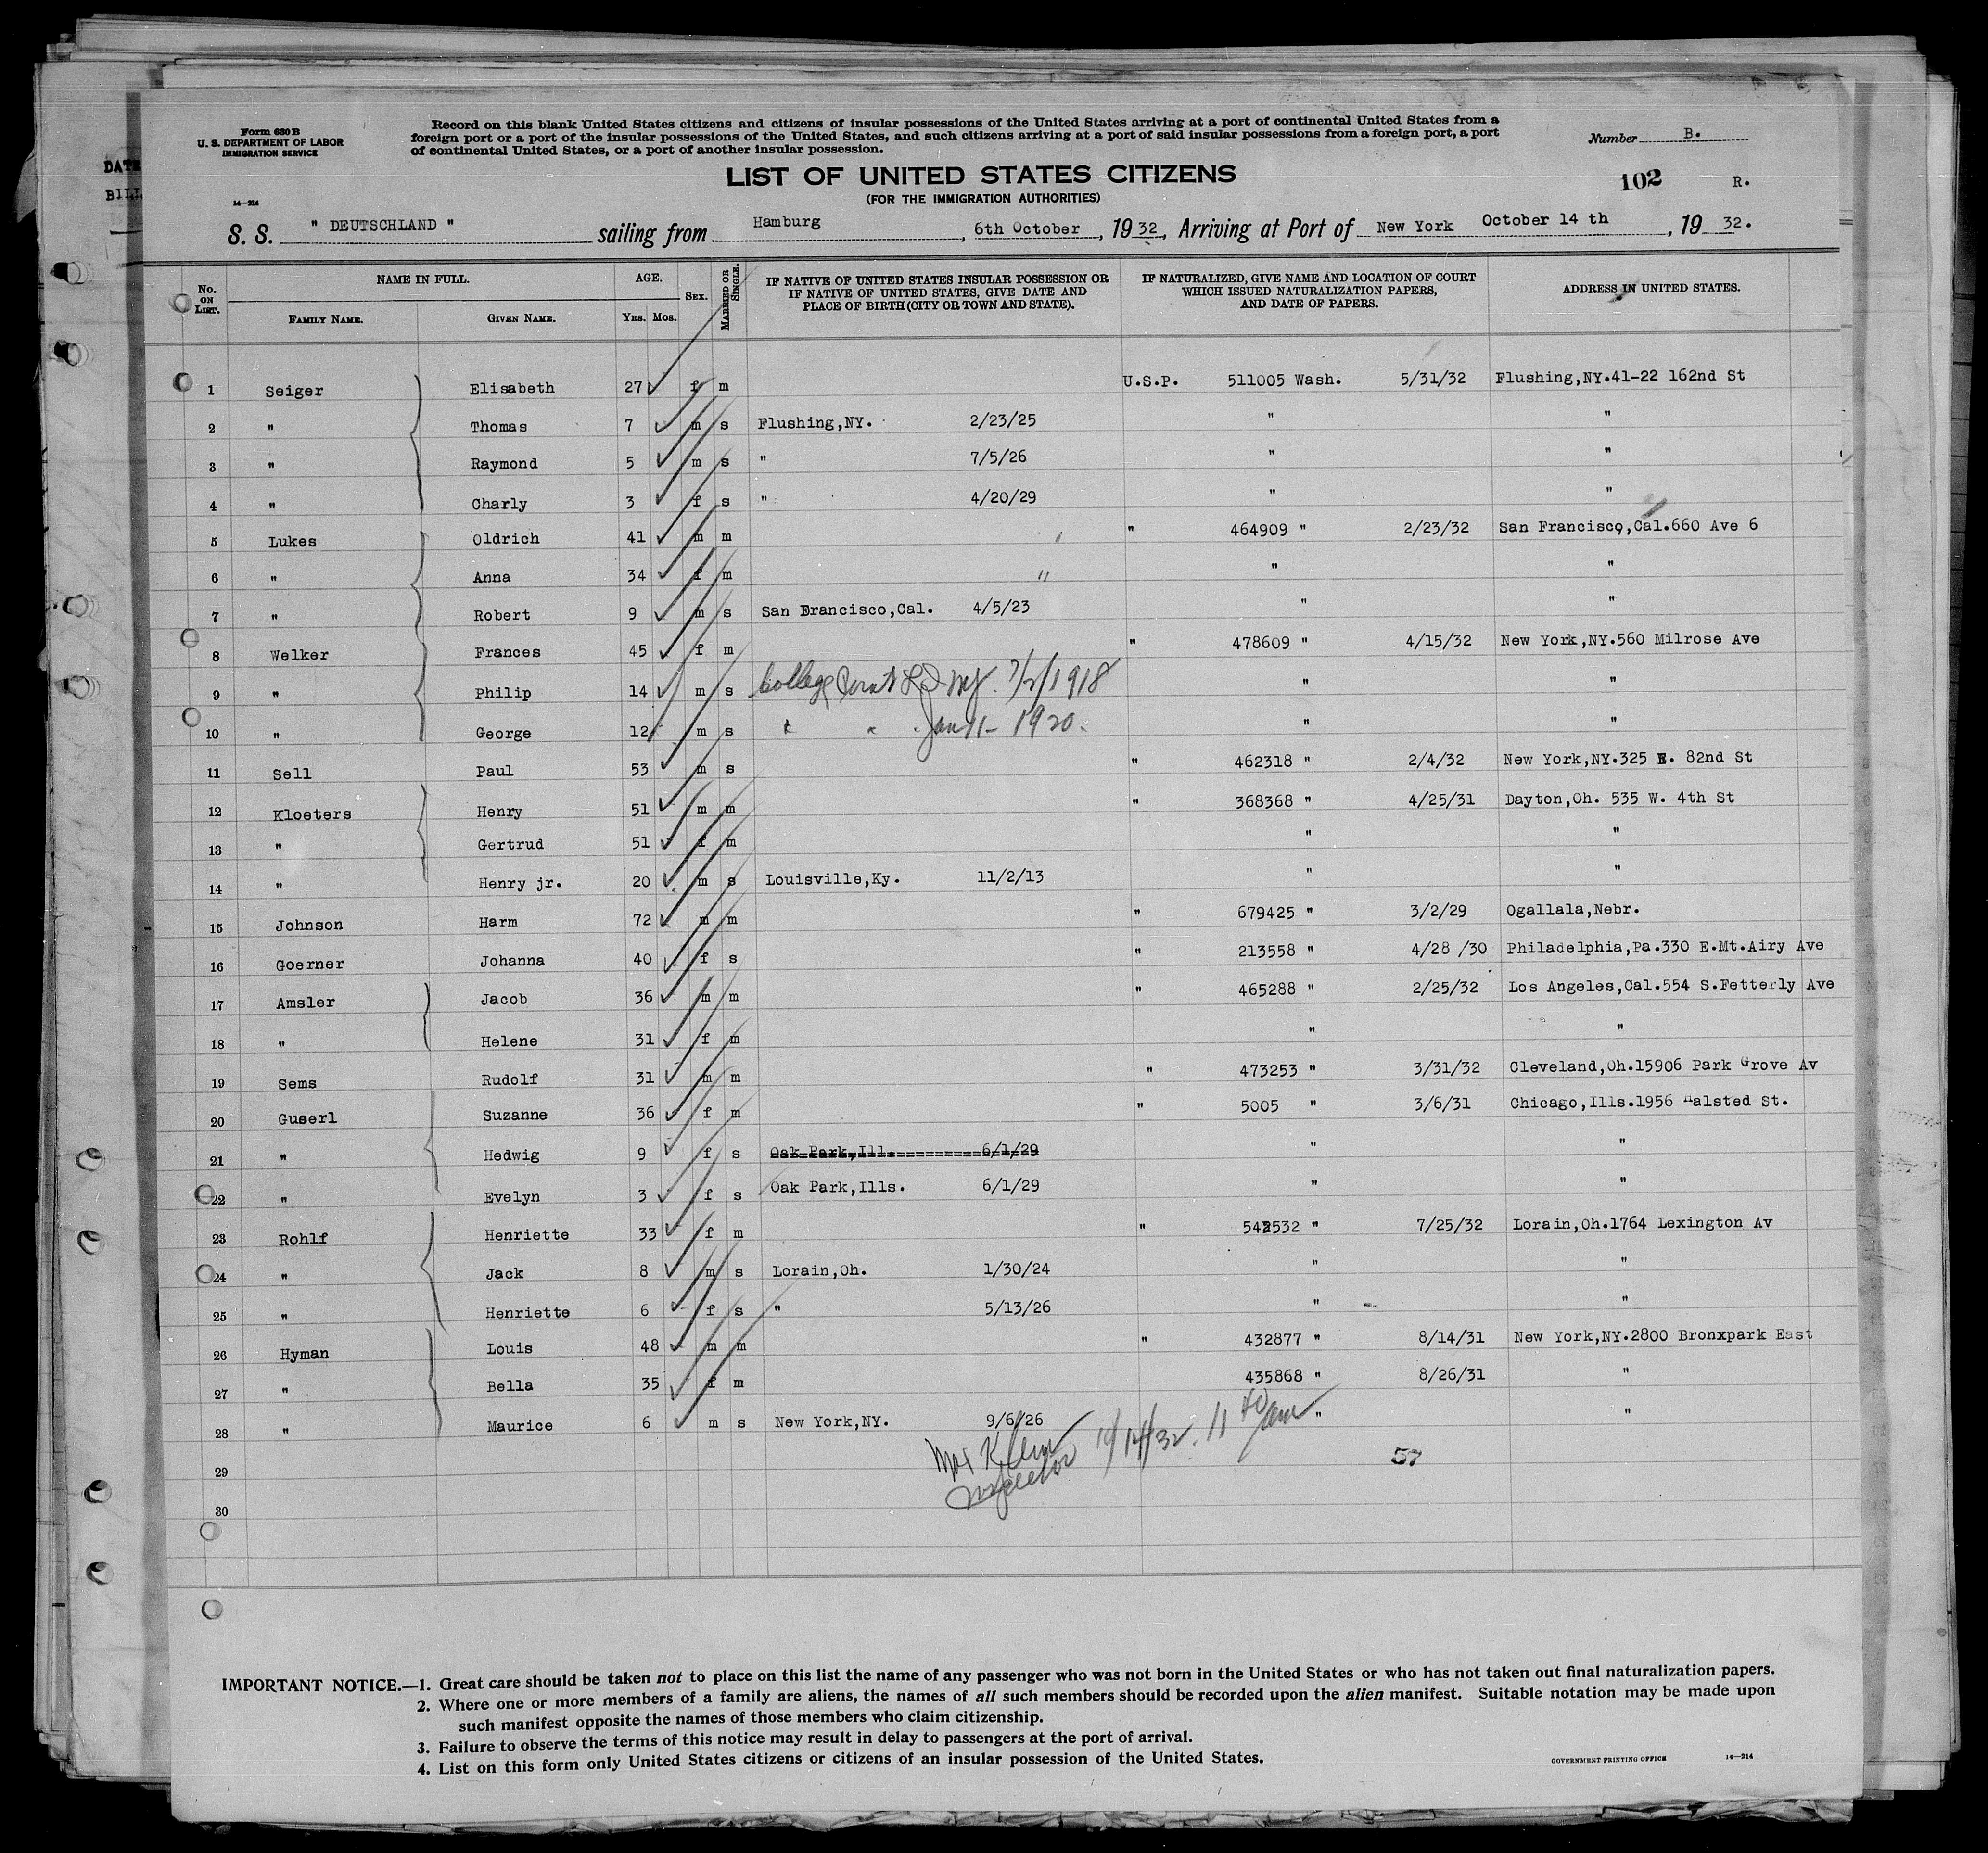 Form 630 B
U. S. DEPARTMENT OF LABOR
IMMIGRATION SERVICE
14—214
Record on this blank United States citizens and citizens of insular possessions of the United States arriving at a port of continental United States from a
foreign port or a port of the insular possessions of the United States, and such citizens arriving at a port of said insular possessions from a foreign port, a port
of continental United States, or a port of another insular possession.
Number B.
LIST OF UNITED STATES CITIZENS
(FOR THE IMMIGRATION AUTHORITIES)
102 R.
DATE
BILL
S. S. " DEUTSCHLAND " sailing from Hamburg, 6th October, 1932, Arriving at Port of New York October 14 th, 19 32.
No. ON LIST. NAME IN FULL. FAMILY NAME. GIVEN NAME. AGE. YRS. MOS. SEX. MARRIED OR SINGLE. IF NATIVE OF UNITED STATES INSULAR POSSESSION OR IF NATIVE OF UNITED STATES, GIVE DATE AND PLACE OF BIRTH (CITY OR TOWN AND STATE). IF NATURALIZED, GIVE NAME AND LOCATION OF COURT WHICH ISSUED NATURALIZATION PAPERS, AND DATE OF PAPERS. ADDRESS IN UNITED STATES.
1 Seiger Elisabeth 27 f m U.S.P. 511005 Wash. 5/31/32 Flushing,NY.41-22 162nd St
2 " Thomas 7 m s Flushing,NY. 2/23/25 " "
3 " Raymond 5 m s " 7/5/26 " "
4 " Charly 3 f s " 4/20/29 " "
5 Lukes Oldrich 41 m m " 464909 " 2/23/32 San Francisco,Cal.660 Ave 6
6 " Anna 34 f m " "
7 " Robert 9 m s San Francisco,Cal. 4/5/23 " "
8 Welker Frances 45 f m " 478609 " 4/15/32 New York,NY.560 Milrose Ave
9 " Philip 14 m s College Point L.I. NY. 7/2/1918 " "
10 " George 12 m s " " Jan 11- 1920. " "
11 Sell Paul 53 m s " 462318 " 2/4/32 New York,NY.325 E. 82nd St
12 Kloeters Henry 51 m m " 368368 " 4/25/31 Dayton,Oh. 535 W. 4th St
13 " Gertrud 51 f m " "
14 " Henry jr. 20 m s Louisville,Ky. 11/2/13 " "
15 Johnson Harm 72 m m " 679425 " 3/2/29 Ogallala,Nebr.
16 Goerner Johanna 40 f s " 213558 " 4/28 /30 Philadelphia,Pa.330 E.Mt.Airy Ave
17 Amsler Jacob 36 m m " 465288 " 2/25/32 Los Angeles,Cal.554 S.Fetterly Ave
18 " Helene 31 f m " "
19 Sems Rudolf 31 m m " 473253 " 3/31/32 Cleveland,Oh.15906 Park Grove Av
20 Guserl Suzanne 36 f m " 5005 " 3/6/31 Chicago,Ills.1956 Halsted St.
21 " Hedwig 9 f s Oak Park,Ill. 6/1/29 " "
22 " Evelyn 3 f s Oak Park,Ills. 6/1/29 " "
23 Rohlf Henriette 33 f m " 542532 " 7/25/32 Lorain,Oh.1764 Lexington Av
24 " Jack 8 m s Lorain,Oh. 1/30/24 " "
25 " Henriette 6 f s " 5/13/26 " "
26 Hyman Louis 48 m m " 432877 " 8/14/31 New York,NY.2800 Bronxpark East
27 " Bella 35 f m 435868 " 8/26/31 "
28 " Maurice 6 m s New York,NY. 9/6/26 " "
29
30
Max Klein 10/14/32. 11 40 am
Inspector
57
IMPORTANT NOTICE.—1. Great care should be taken not to place on this list the name of any passenger who was not born in the United States or who has not taken out final naturalization papers.
2. Where one or more members of a family are aliens, the names of all such members should be recorded upon the alien manifest. Suitable notation may be made upon
such manifest opposite the names of those members who claim citizenship.
3. Failure to observe the terms of this notice may result in delay to passengers at the port of arrival.
4. List on this form only United States citizens or citizens of an insular possession of the United States.
GOVERNMENT PRINTING OFFICE 14—214